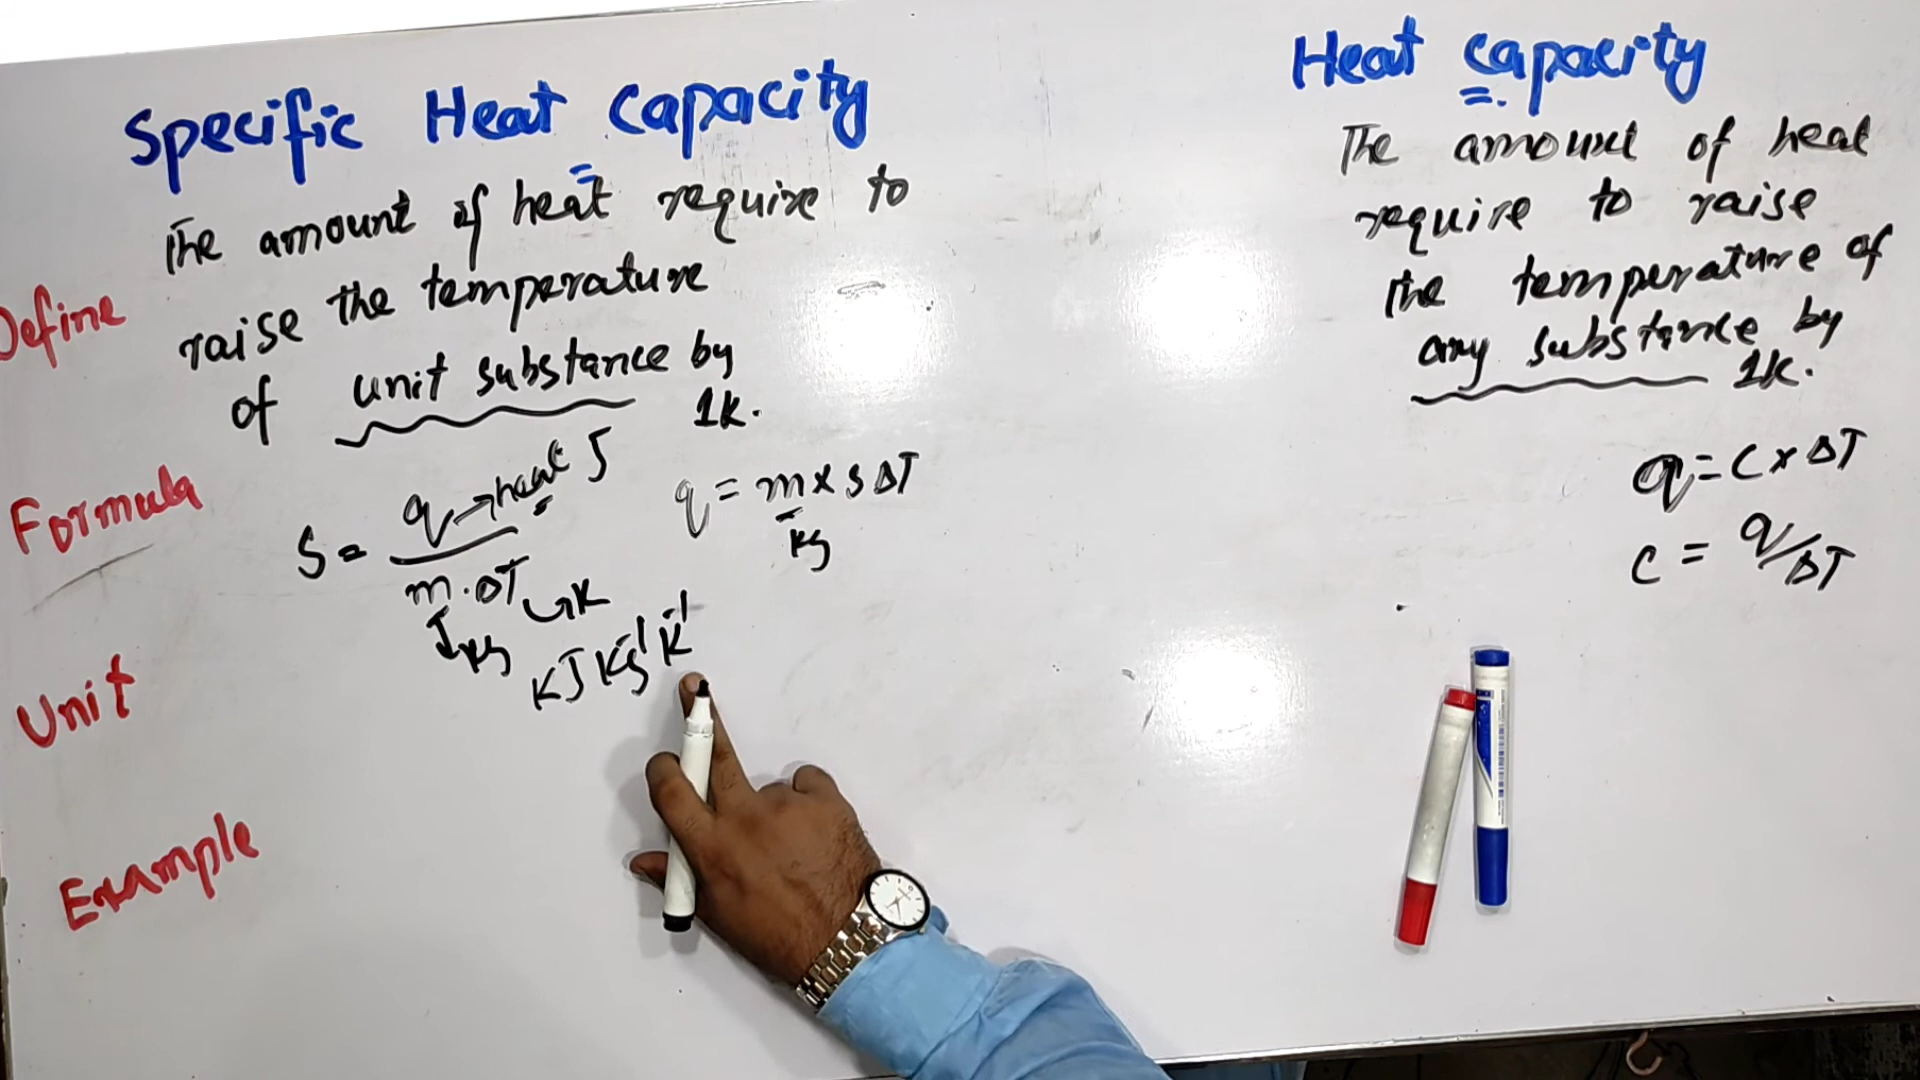 Specific Heat capacity
The amount of heat require to
raise the temperature
of unit substance by
1k.
Define
Formula
S = q → heat J
m . ΔT → K
kg
q = m x s ΔT
kg
Unit
KJ Kg⁻¹ K⁻¹
Example
Heat capacity
The amount of heat
require to raise
the temperature of
any substance by
1k.
q = c x ΔT
c = q/ΔT